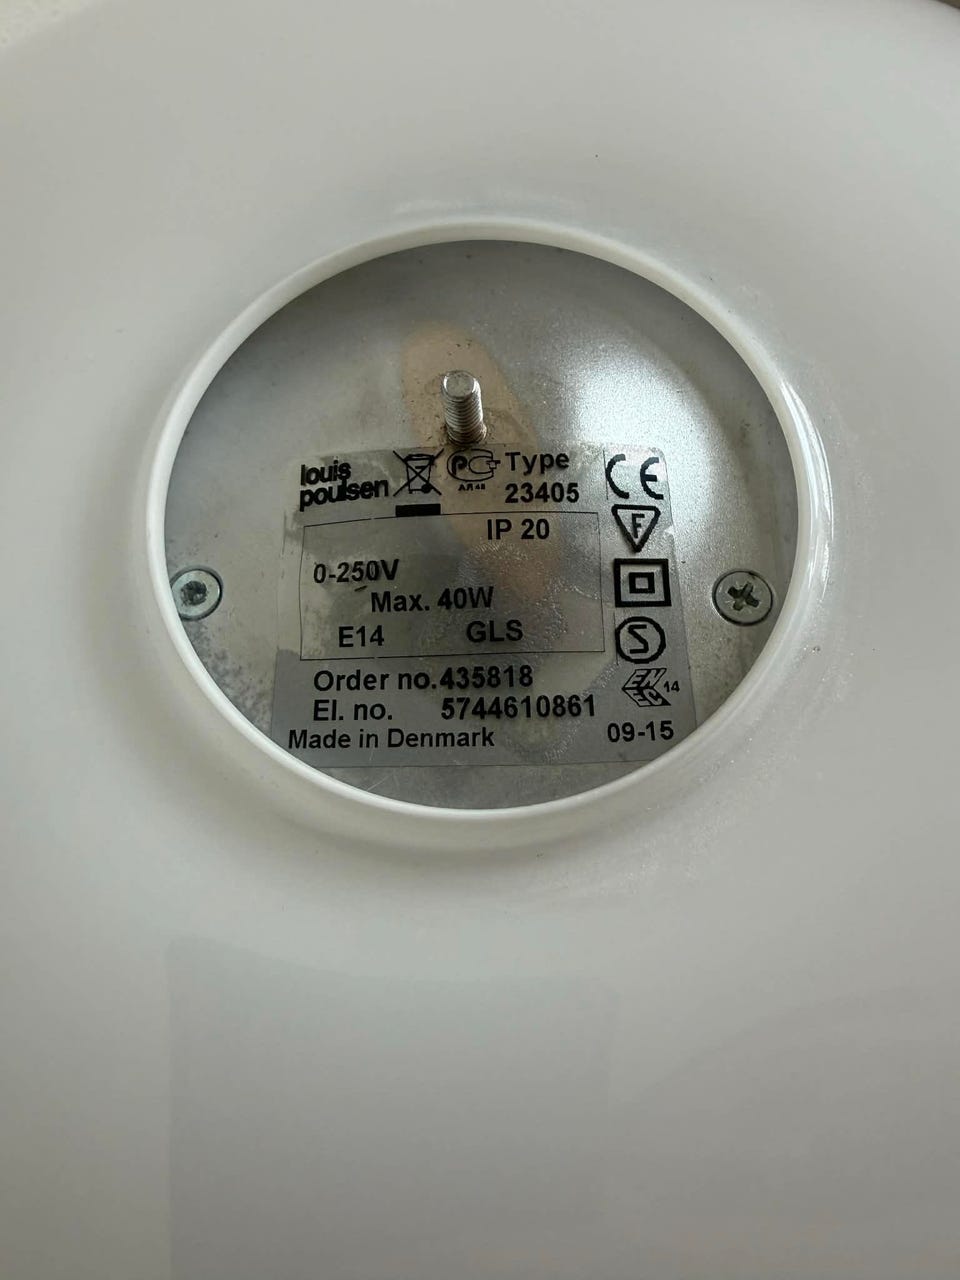 louis
poulsen
Type
23405
IP 20
0-250V
Max. 40W
E14 GLS
Order no. 435818
El. no. 5744610861
Made in Denmark 09-15
CE
F
S
14